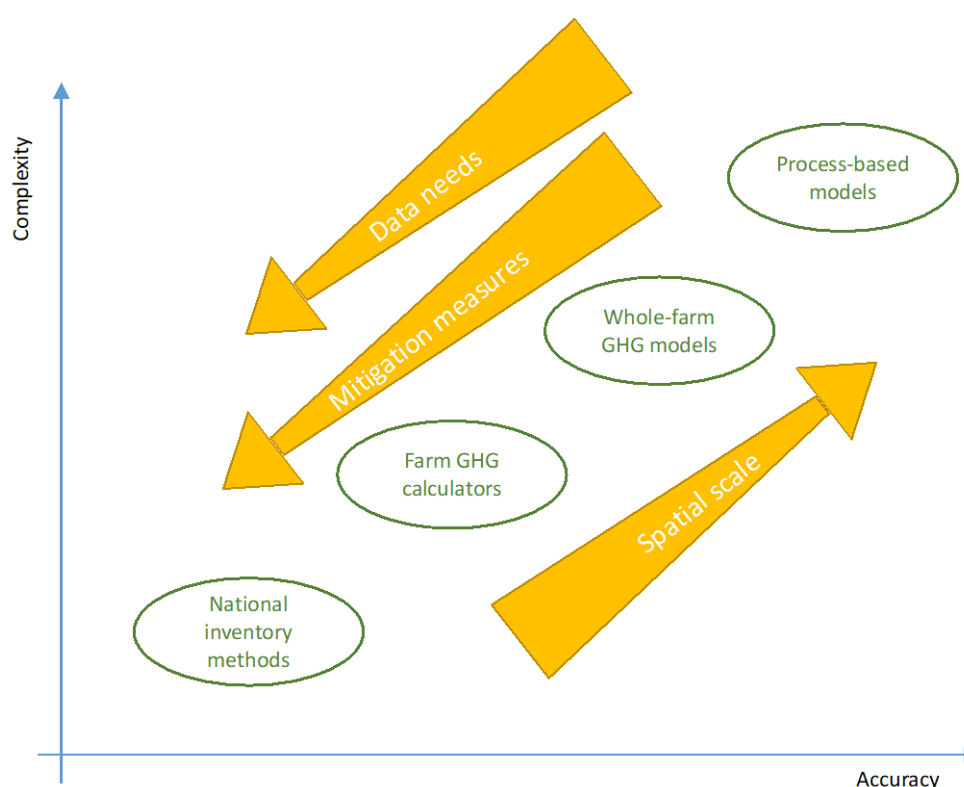 Complexity
Data needs
Process-based
models
Mitigation measures
Whole-farm
GHG models
Farm GHG
calculators
Spatial scale
National
inventory
methods
Accuracy